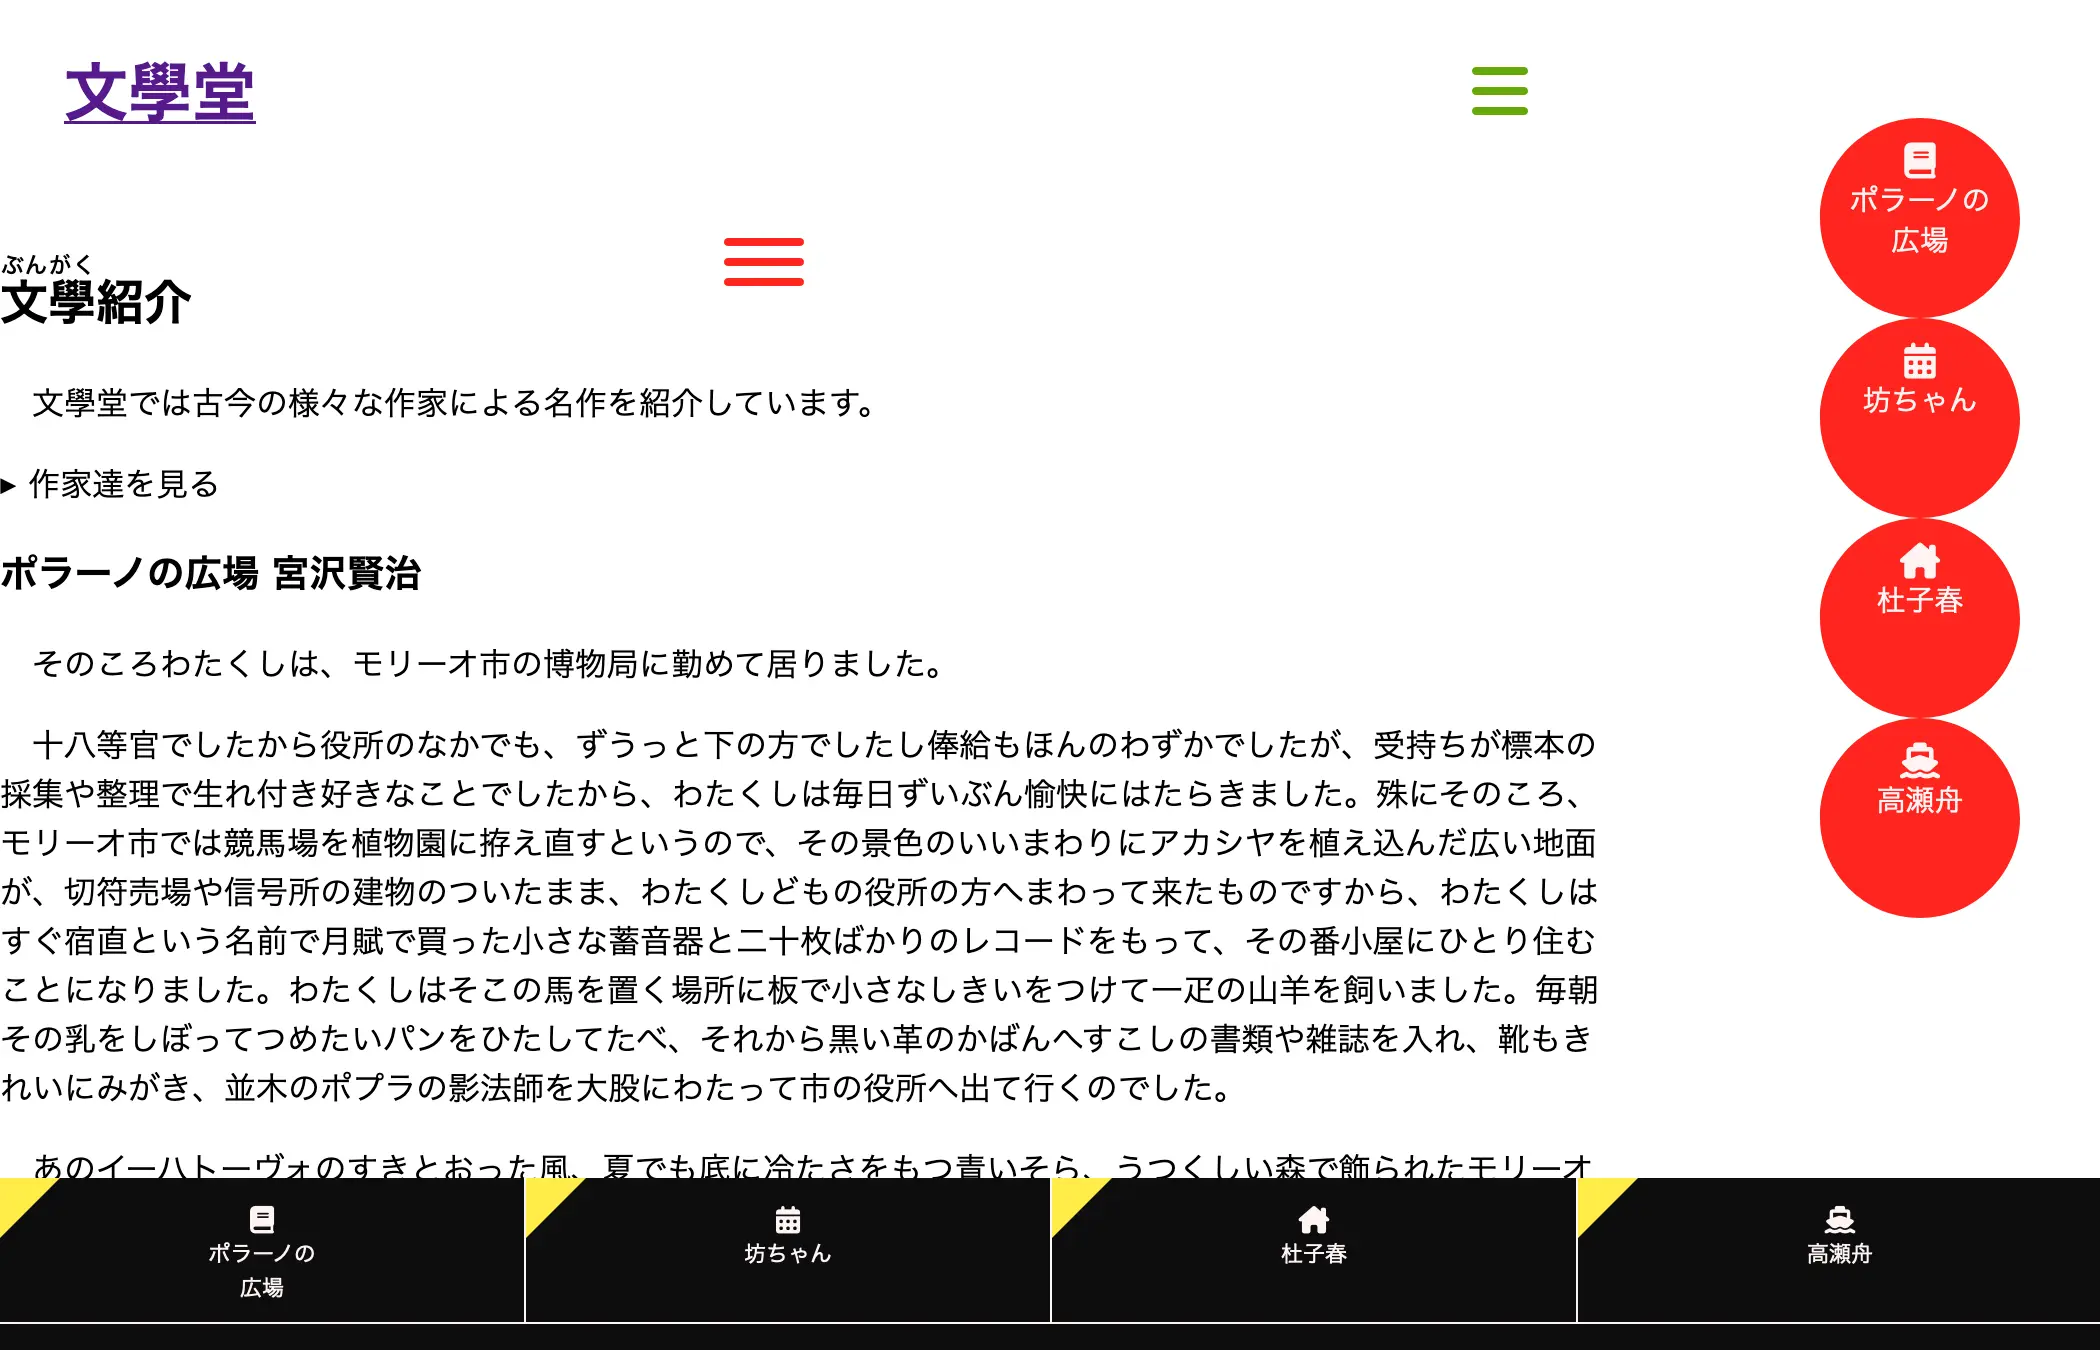 文學堂
ぶんがく
文學紹介
文學堂では古今の様々な作家による名作を紹介しています。
▸ 作家達を見る
ポラーノの広場 宮沢賢治
そのころわたくしは、モリーオ市の博物局に勤めて居りました。
十八等官でしたから役所のなかでも、ずうっと下の方でしたし俸給もほんのわずかでしたが、受持ちが標本の
採集や整理で生れ付き好きなことでしたから、わたくしは毎日ずいぶん愉快にはたらきました。殊にそのころ、
モリーオ市では競馬場を植物園に拵え直すというので、その景色のいいまわりにアカシヤを植え込んだ広い地面
が、切符売場や信号所の建物のついたまま、わたくしどもの役所の方へまわって来たものですから、わたくしは
すぐ宿直という名前で月賦で買った小さな蓄音器と二十枚ばかりのレコードをもって、その番小屋にひとり住む
ことになりました。わたくしはそこの馬を置く場所に板で小さなしきいをつけて一疋の山羊を飼いました。毎朝
その乳をしぼってつめたいパンをひたしてたべ、それから黒い革のかばんへすこしの書類や雑誌を入れ、靴もき
れいにみがき、並木のポプラの影法師を大股にわたって市の役所へ出て行くのでした。
あのイーハトーヴォのすきとおった風、夏でも底に冷たさをもつ青いそら、うつくしい森で飾られたモリーオ
ポラーノの
広場
坊ちゃん
杜子春
高瀬舟
ポラーノの
広場
坊ちゃん
杜子春
高瀬舟